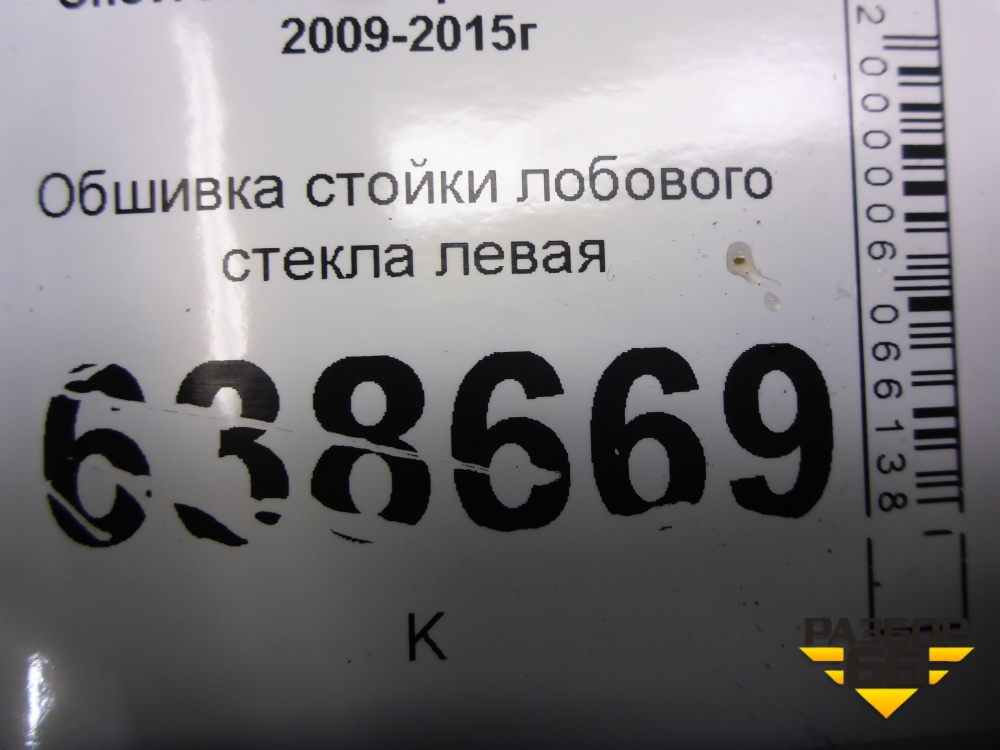 2009-2015г
Обшивка стойки лобового
стекла левая
638669
К
2000006066138
РАЗБОР
66